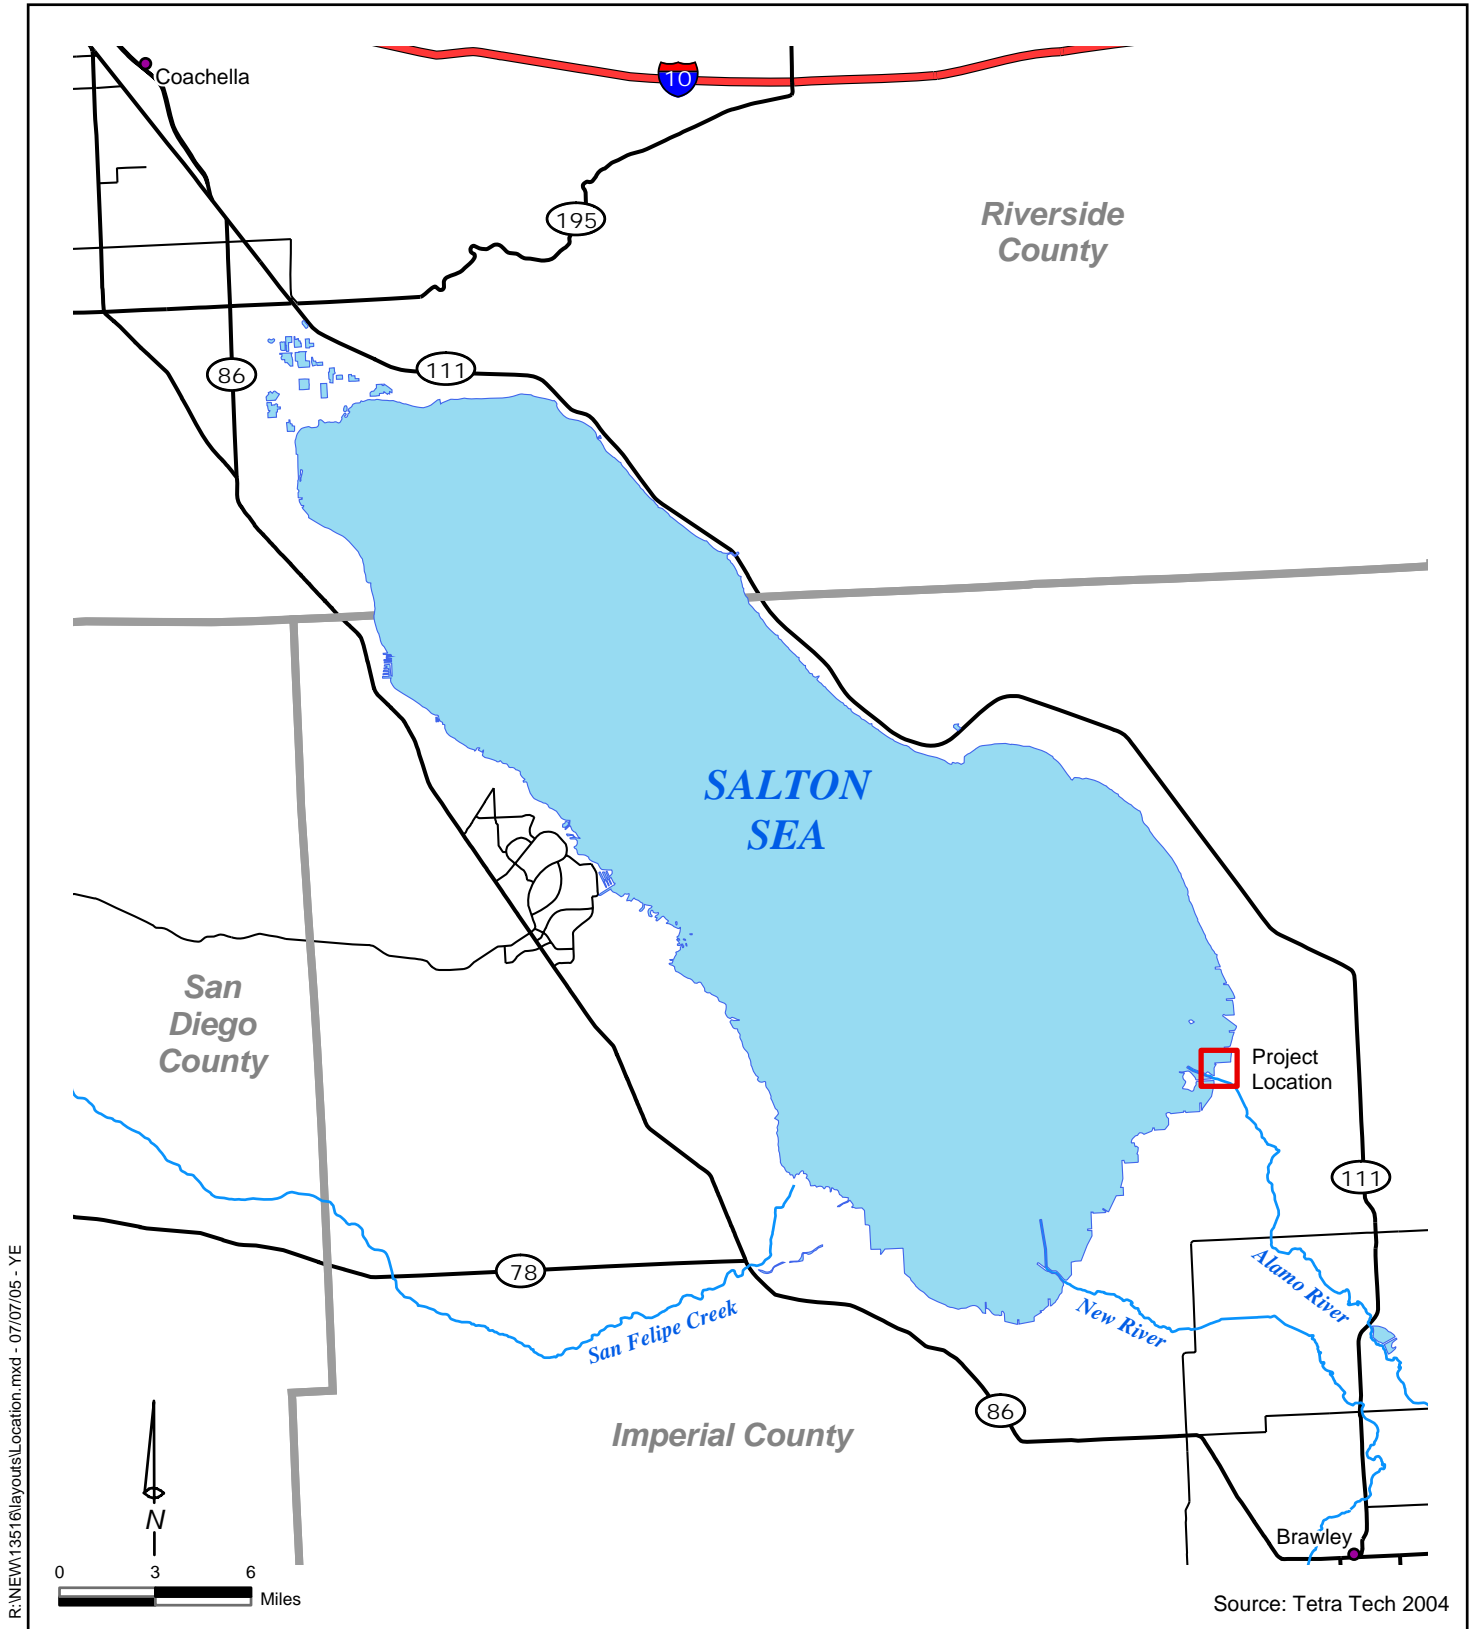 Coachella
10
195
Riverside
County
86
111
SALTON
SEA
San
Diego
County
Project
Location
111
Alamo River
78
New River
San Felipe Creek
86
Imperial County
N
Brawley
0 3 6
Miles
Source: Tetra Tech 2004
R:\NEW\13516\layouts\Location.mxd - 07/07/05 - YE